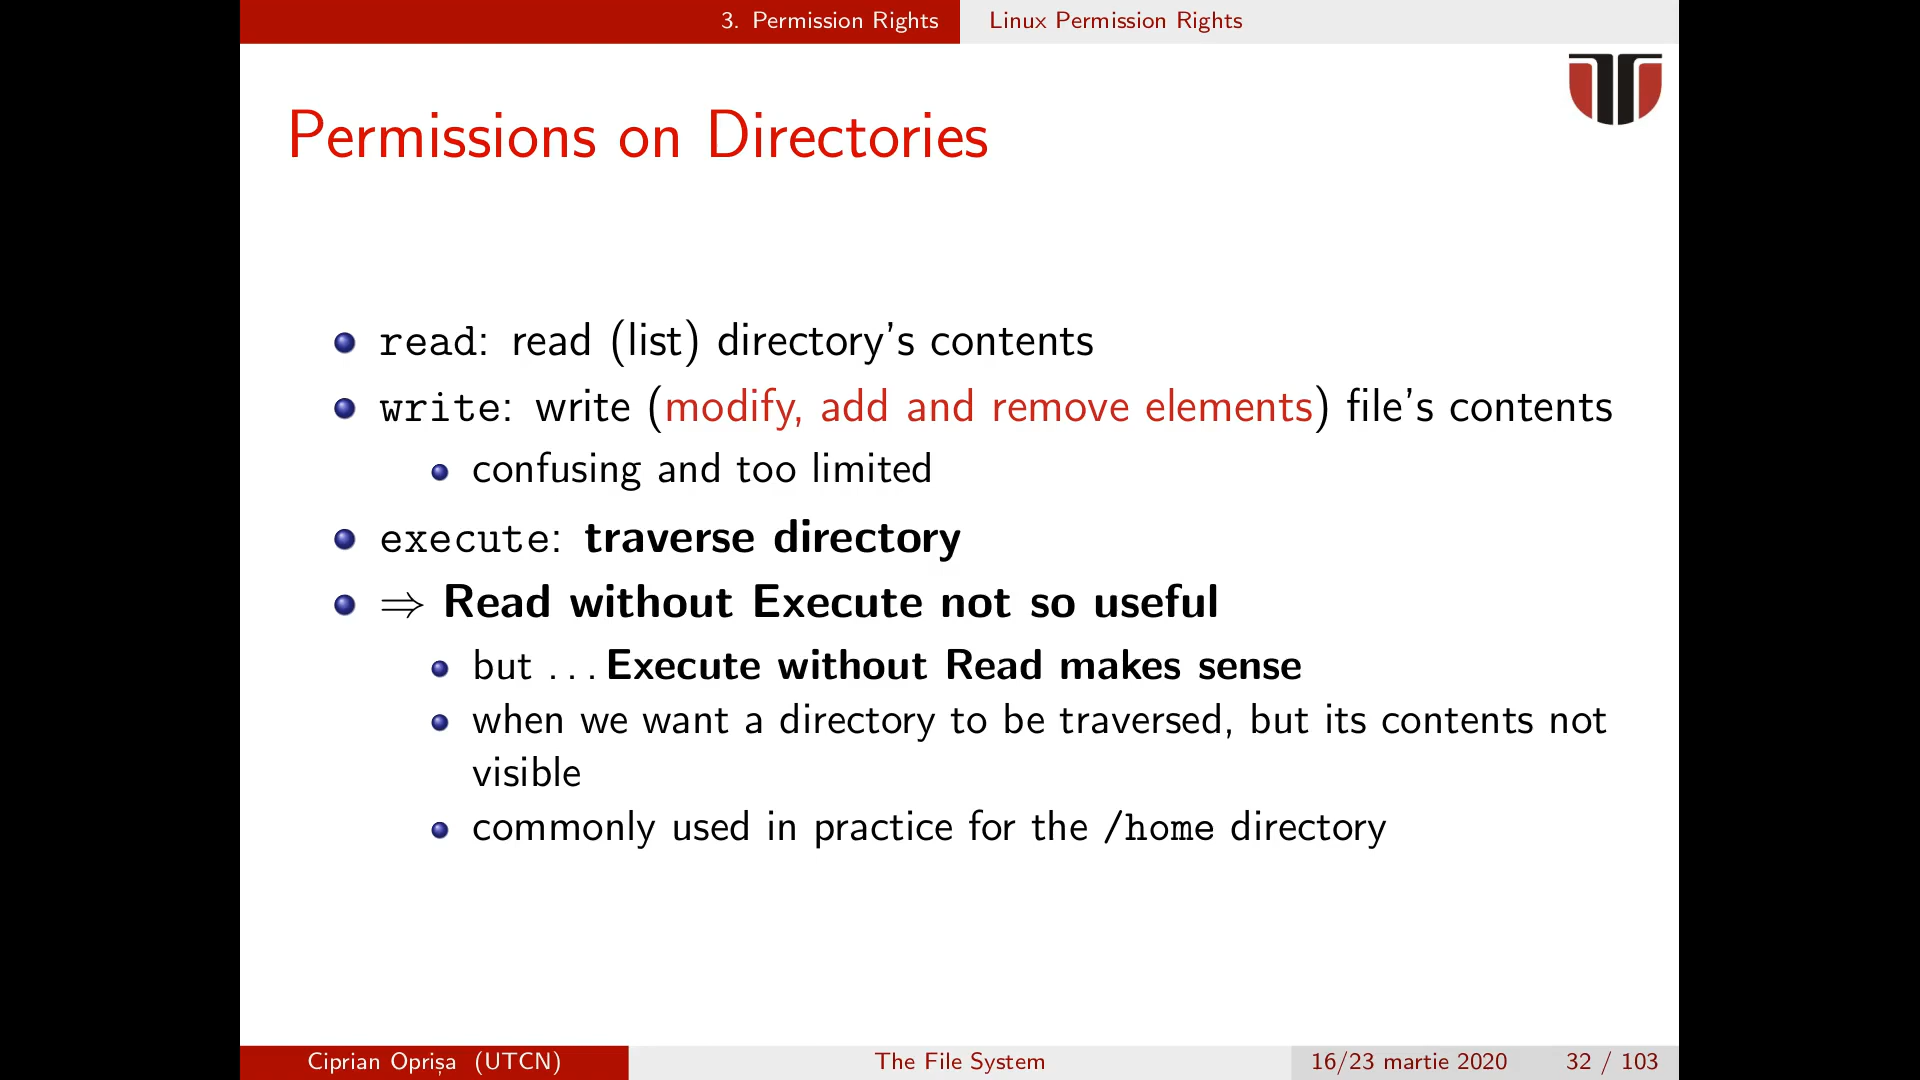 3. Permission Rights Linux Permission Rights
Permissions on Directories
read: read (list) directory's contents
write: write (modify, add and remove elements) file's contents
confusing and too limited
execute: traverse directory
⇒ Read without Execute not so useful
but ... Execute without Read makes sense
when we want a directory to be traversed, but its contents not
visible
commonly used in practice for the /home directory
Ciprian Oprișa (UTCN) The File System 16/23 martie 2020 32 / 103